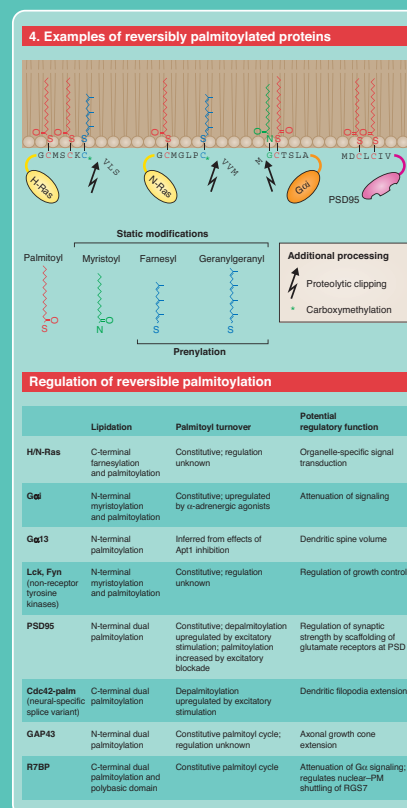 4. Examples of reversibly palmitoylated proteins
O O O O O O O
S S S S S N S S S
GCMSCKC* VLS GCMGLPC* VVM M GCTSLA MDCLCIV
H-Ras N-Ras Gαi PSD95
Static modifications
Palmitoyl Myristoyl Farnesyl Geranylgeranyl
O O
S N S S
Prenylation
Additional processing
Proteolytic clipping
* Carboxymethylation
Regulation of reversible palmitoylation
Lipidation Palmitoyl turnover Potential
regulatory function
H/N-Ras C-terminal Constitutive; regulation Organelle-specific signal
farnesylation unknown transduction
and palmitoylation
Gαi N-terminal Constitutive; upregulated Attenuation of signaling
myristoylation by α-adrenergic agonists
and palmitoylation
Gα13 N-terminal Inferred from effects of Dendritic spine volume
palmitoylation Apt1 inhibition
Lck, Fyn N-terminal Constitutive; regulation Regulation of growth control
(non-receptor myristoylation unknown
tyrosine and palmitoylation
kinases)
PSD95 N-terminal dual Constitutive; depalmitoylation Regulation of synaptic
palmitoylation upregulated by excitatory strength by scaffolding of
stimulation; palmitoylation glutamate receptors at PSD
increased by excitatory
blockade
Cdc42-palm C-terminal dual Depalmitoylation Dendritic filopodia extension
(neural-specific palmitoylation upregulated by excitatory
splice variant) stimulation
GAP43 N-terminal dual Constitutive palmitoyl cycle; Axonal growth cone
palmitoylation regulation unknown extension
R7BP C-terminal dual Constitutive palmitoyl cycle Attenuation of Gα signaling;
palmitoylation and regulates nuclear–PM
polybasic domain shuttling of RGS7